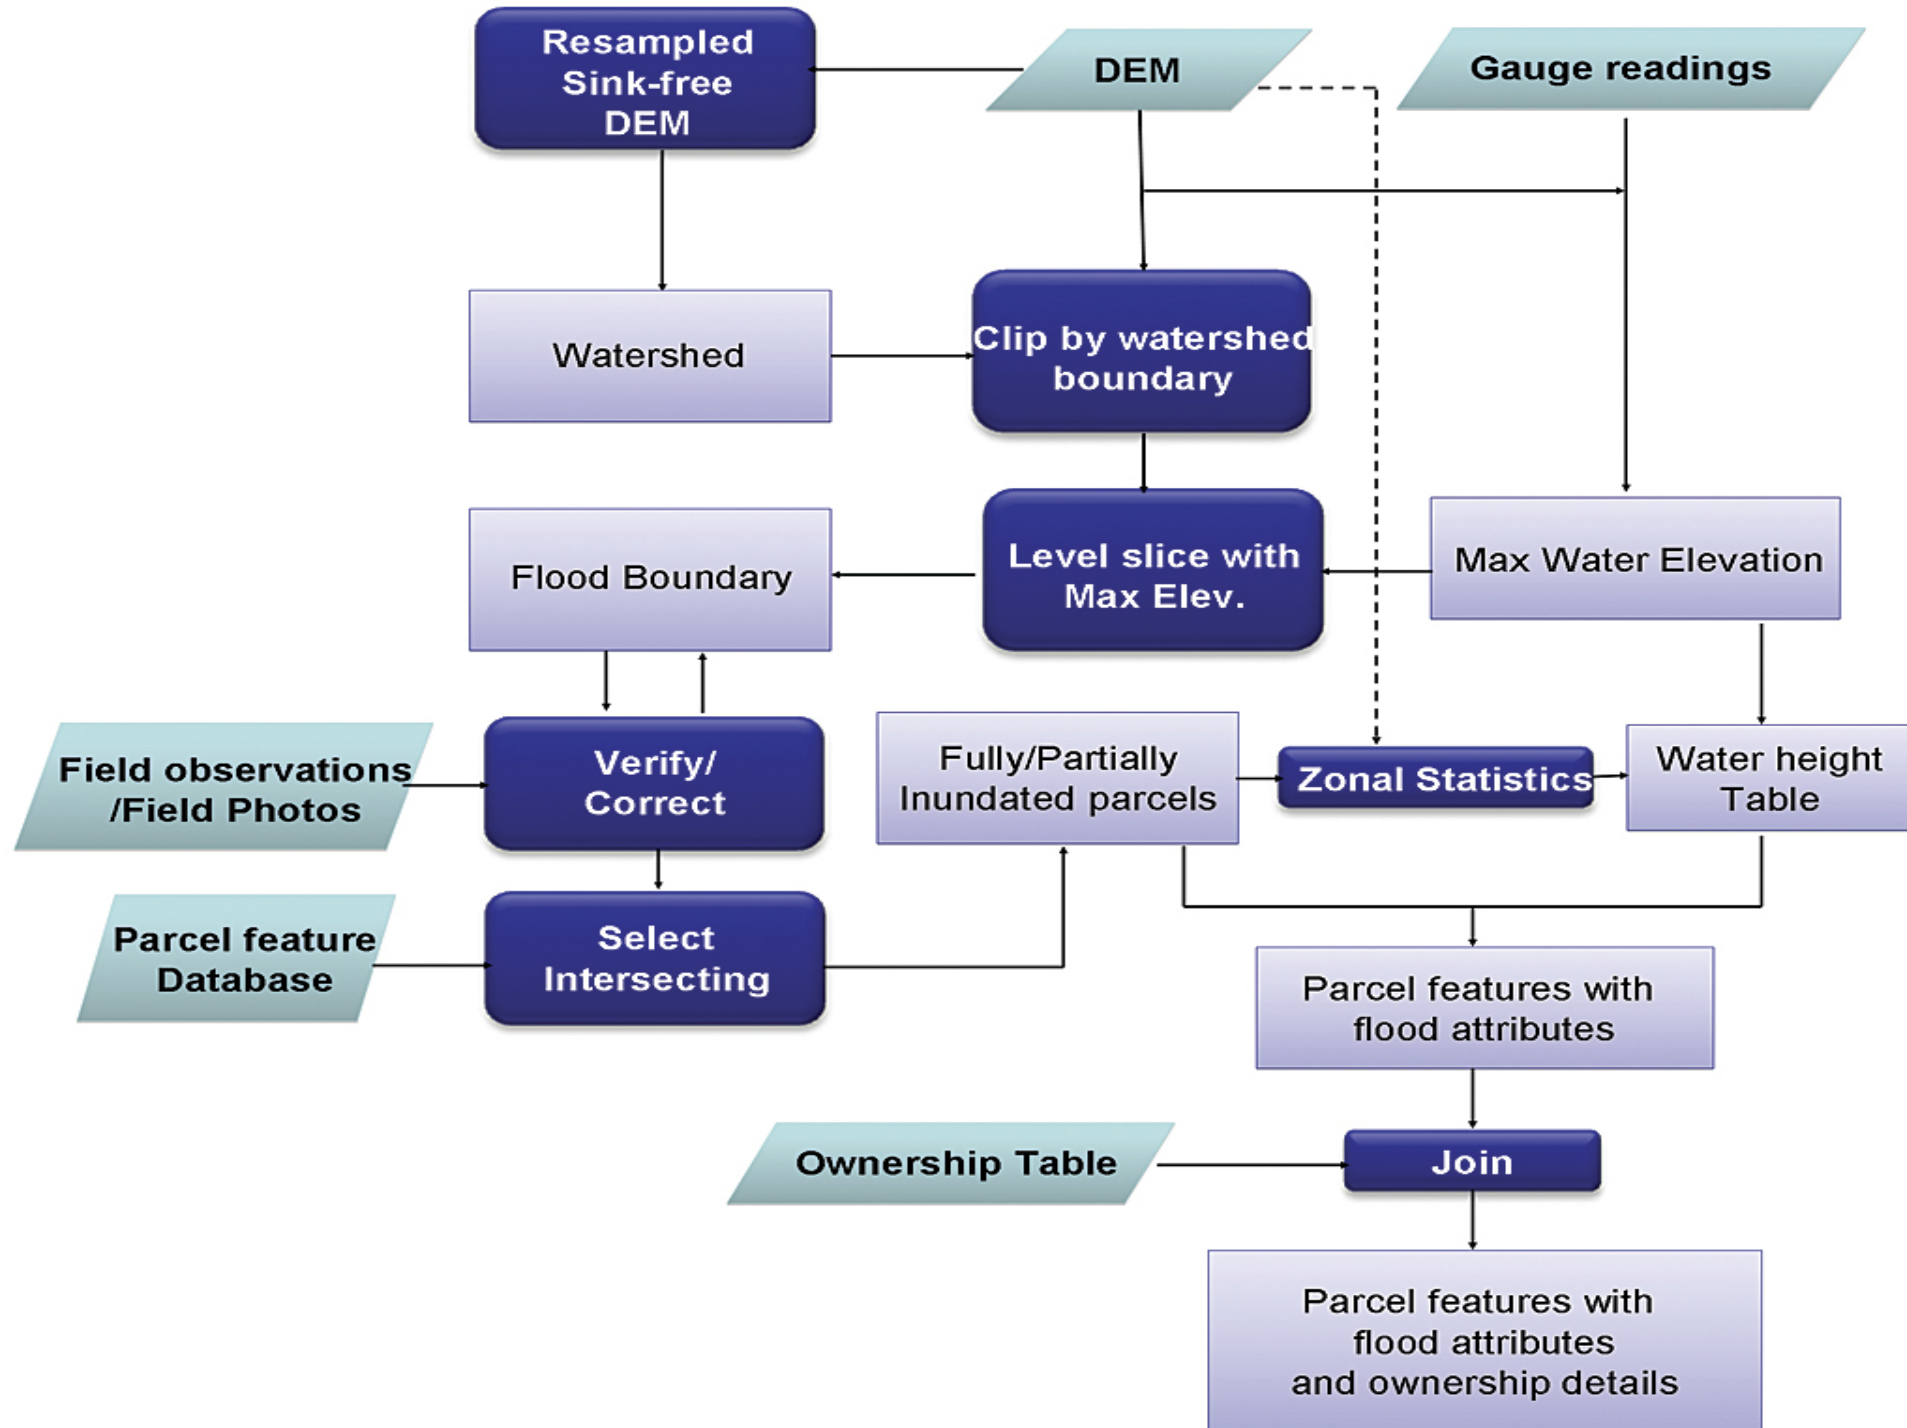 Resampled
Sink-free
DEM
DEM
Gauge readings
Watershed
Clip by watershed
boundary
Flood Boundary
Level slice with
Max Elev.
Max Water Elevation
Field observations
/Field Photos
Verify/
Correct
Fully/Partially
Inundated parcels
Zonal Statistics
Water height
Table
Parcel feature
Database
Select
Intersecting
Parcel features with
flood attributes
Ownership Table
Join
Parcel features with
flood attributes
and ownership details